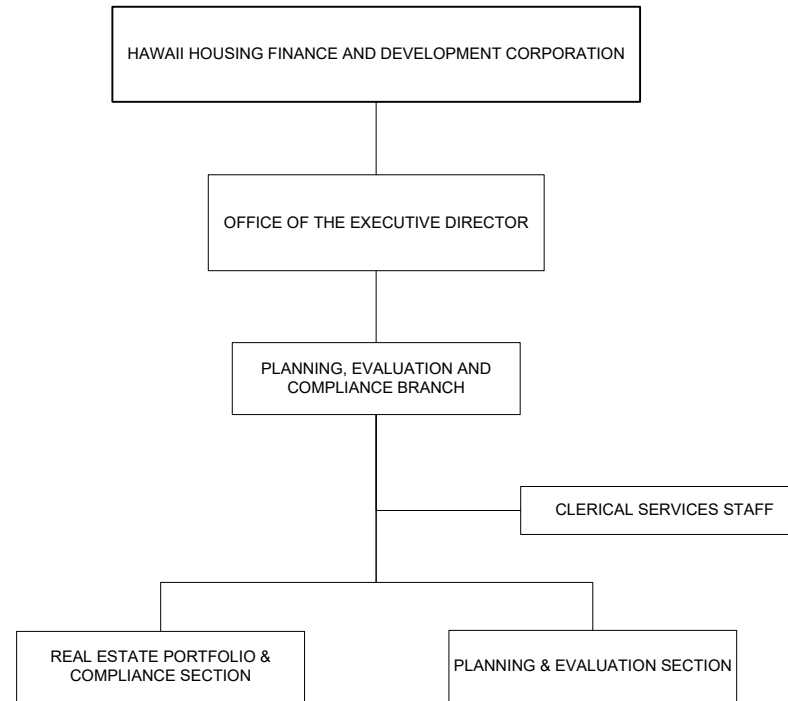 HAWAII HOUSING FINANCE AND DEVELOPMENT CORPORATION
OFFICE OF THE EXECUTIVE DIRECTOR
PLANNING, EVALUATION AND
COMPLIANCE BRANCH
CLERICAL SERVICES STAFF
REAL ESTATE PORTFOLIO &
COMPLIANCE SECTION
PLANNING & EVALUATION SECTION